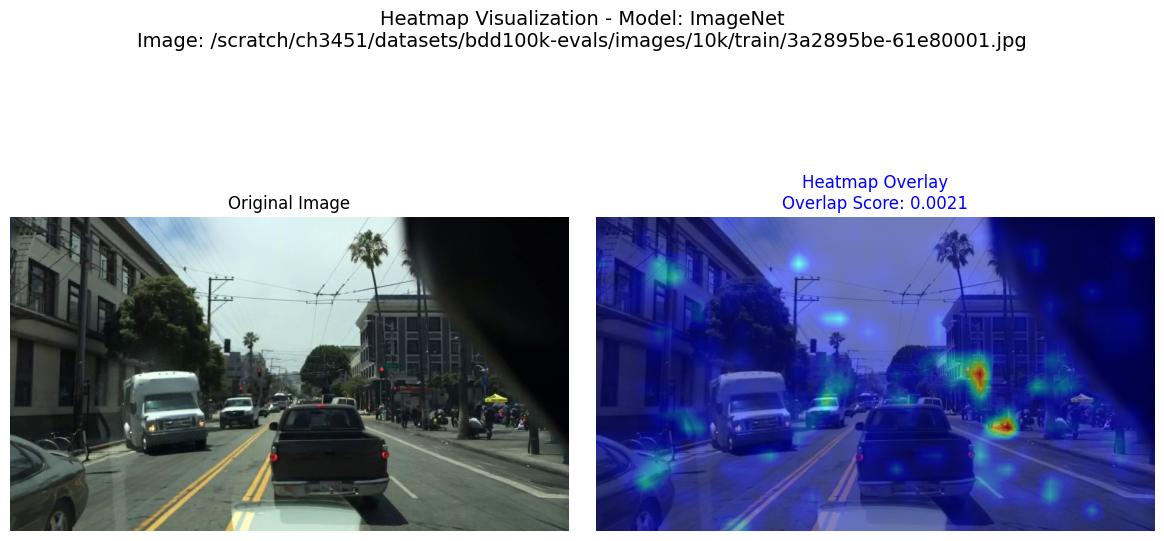 Heatmap Visualization - Model: ImageNet
Image: /scratch/ch3451/datasets/bdd100k-evals/images/10k/train/3a2895be-61e80001.jpg
Original Image
Heatmap Overlay
Overlap Score: 0.0021